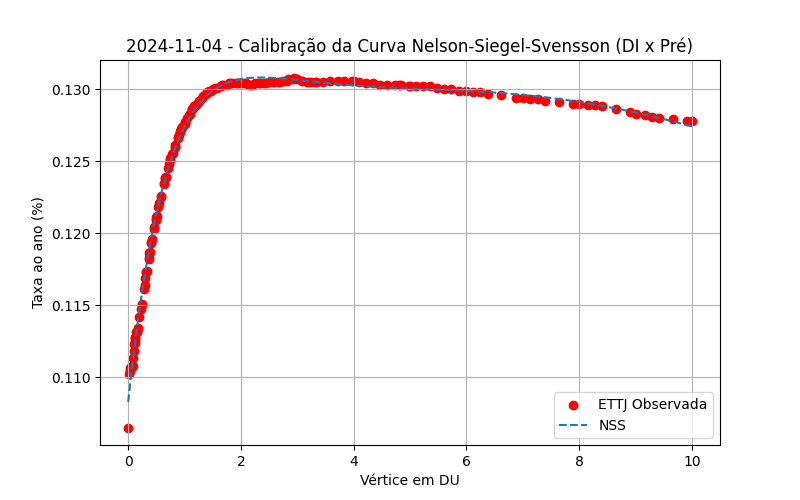 2024-11-04 - Calibração da Curva Nelson-Siegel-Svensson (DI x Pré)
Taxa ao ano (%)
0.130
0.125
0.120
0.115
0.110
0 2 4 6 8 10
Vértice em DU
ETTJ Observada
NSS